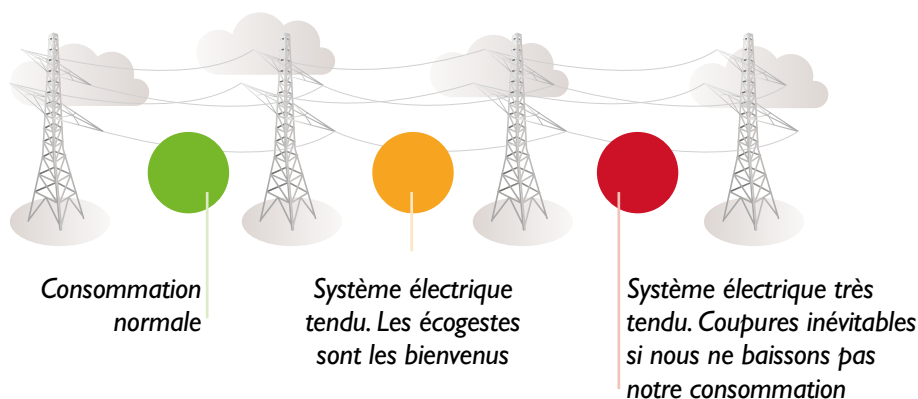 Consommation
normale
Système électrique
tendu. Les écogestes
sont les bienvenus
Système électrique très
tendu. Coupures inévitables
si nous ne baissons pas
notre consommation